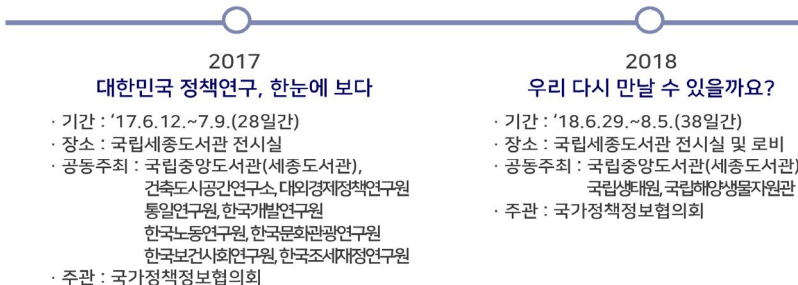 2017
대한민국 정책연구, 한눈에 보다
· 기간 : ‘17.6.12.~7.9.(28일간)
· 장소 : 국립세종도서관 전시실
· 공동주최 : 국립중앙도서관(세종도서관),
건축도시공간연구소, 대외경제정책연구원
통일연구원, 한국개발연구원
한국노동연구원, 한국문화관광연구원
한국보건사회연구원, 한국조세재정연구원
· 주관 : 국가정책정보협의회
2018
우리 다시 만날 수 있을까요?
· 기간 : ‘18.6.29.~8.5.(38일간)
· 장소 : 국립세종도서관 전시실 및 로비
· 공동주최 : 국립중앙도서관(세종도서관)
국립생태원, 국립해양생물자원관
· 주관 : 국가정책정보협의회